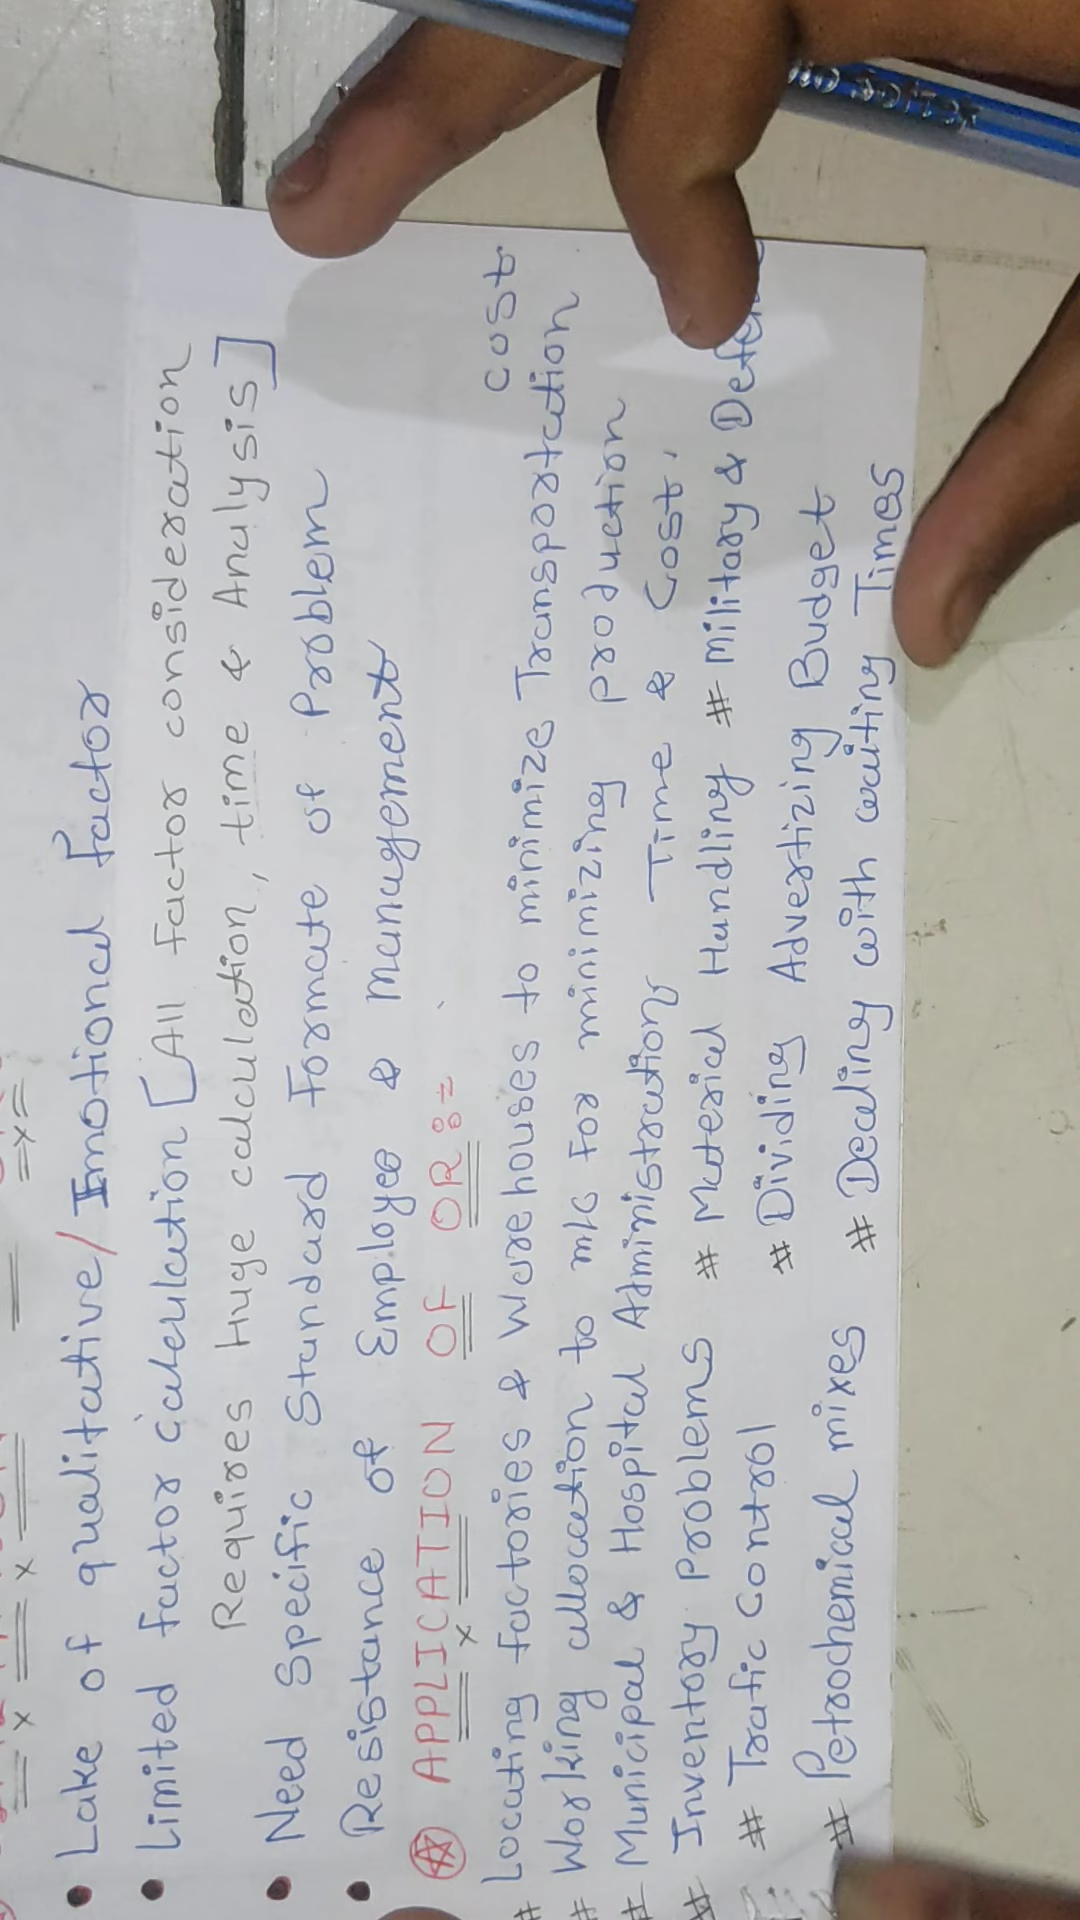 • Lake of qualitative/Imotional factor
• Limited factor calculation [All factor consideration
Requires Huge calculation, time & Analysis]
• Need Specific Standard Formate of Problem
• Resistance of Employee & management
APPLICATION OF OR:=
# Locating factories & Warehouses to minimize Transportation cost
# Working allocation to m/c For minimizing production
# Municipal & Hospital Administration Time & Cost.
# Inventory Problems # Material Handling # Military &
# Trafic Control # Dividing Advertizing Budget
# Petrochemical mixes # Dealing with waiting Times